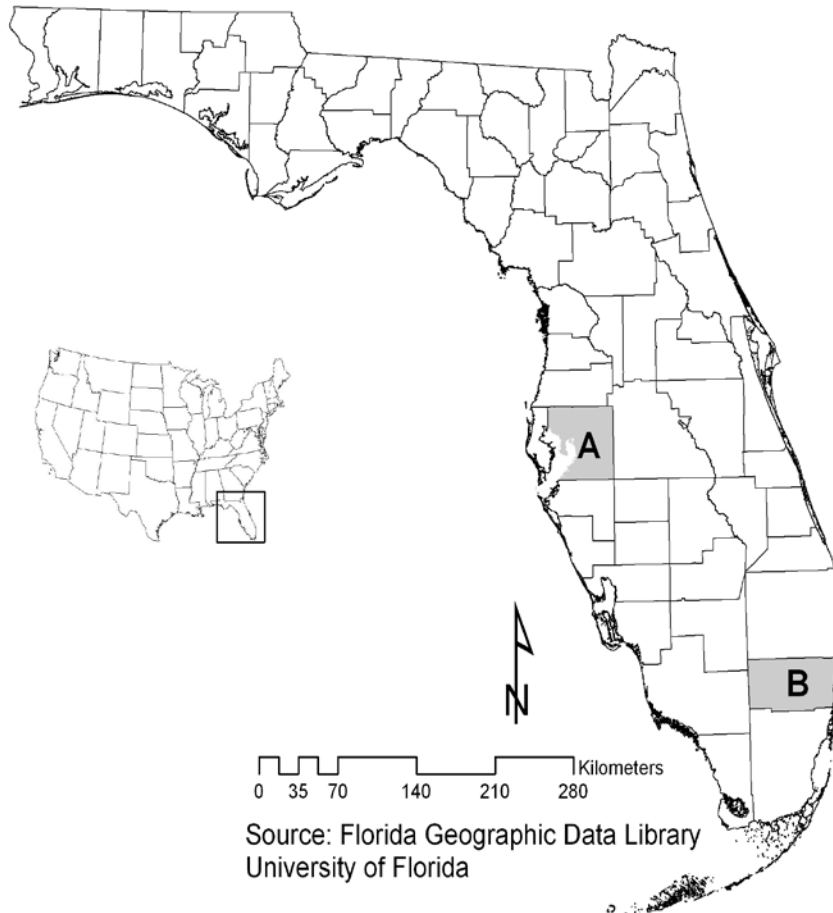 A
B
N
Kilometers
0 35 70 140 210 280
Source: Florida Geographic Data Library
University of Florida